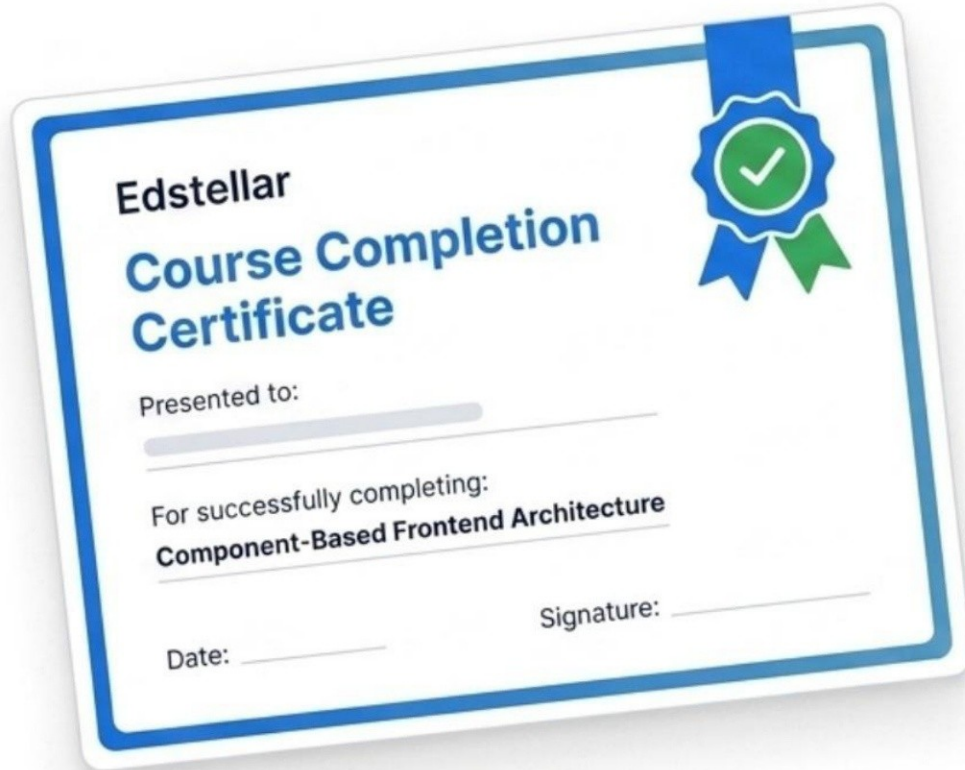 Edstellar
Course Completion
Certificate
Presented to:
For successfully completing:
Component-Based Frontend Architecture
Date:
Signature: